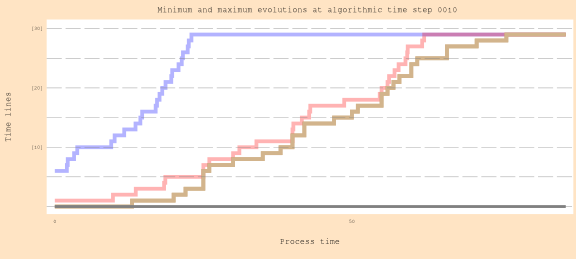 Minimum and maximum evolutions at algorithmic time step 0010
[30]
[20]
[10]
Time lines
0
50
Process time